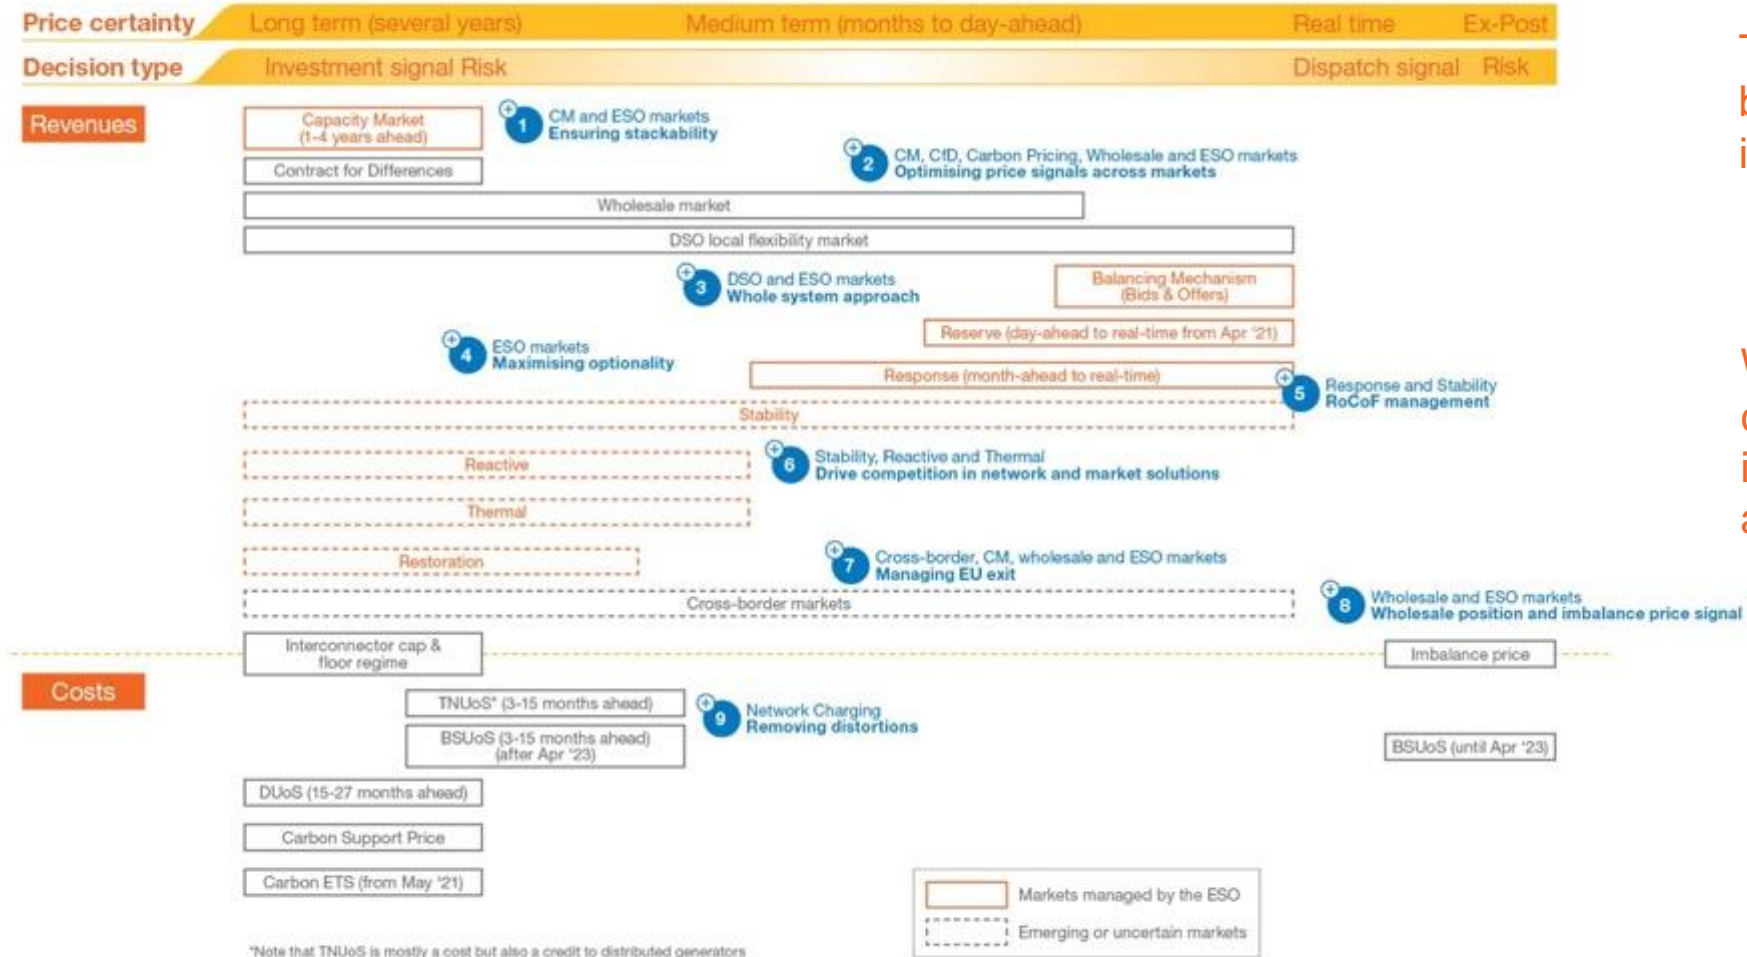 Price certainty
Long term (several years)
Medium term (months to day-ahead)
Real time
Ex-Post
Decision type
Investment signal Risk
Dispatch signal
Risk
Revenues
Capacity Market
(1-4 years ahead)
+
1
CM and ESO markets
Ensuring stackability
Contract for Differences
+
2
CM, CfD, Carbon Pricing, Wholesale and ESO markets
Optimising price signals across markets
Wholesale market
DSO local flexibility market
+
3
DSO and ESO markets
Whole system approach
Balancing Mechanism
(Bids & Offers)
Reserve (day-ahead to real-time from Apr '21)
+
4
ESO markets
Maximising optionality
Response (month-ahead to real-time)
+
5
Response and Stability
RoCoF management
Stability
Reactive
+
6
Stability, Reactive and Thermal
Drive competition in network and market solutions
Thermal
Restoration
+
7
Cross-border, CM, wholesale and ESO markets
Managing EU exit
Cross-border markets
+
8
Wholesale and ESO markets
Wholesale position and imbalance price signal
Interconnector cap &
floor regime
Imbalance price
Costs
TNUoS* (3-15 months ahead)
+
9
Network Charging
Removing distortions
BSUoS (3-15 months ahead)
(after Apr '23)
BSUoS (until Apr '23)
DUoS (15-27 months ahead)
Carbon Support Price
Carbon ETS (from May '21)
Markets managed by the ESO
Emerging or uncertain markets
*Note that TNUoS is mostly a cost but also a credit to distributed generators